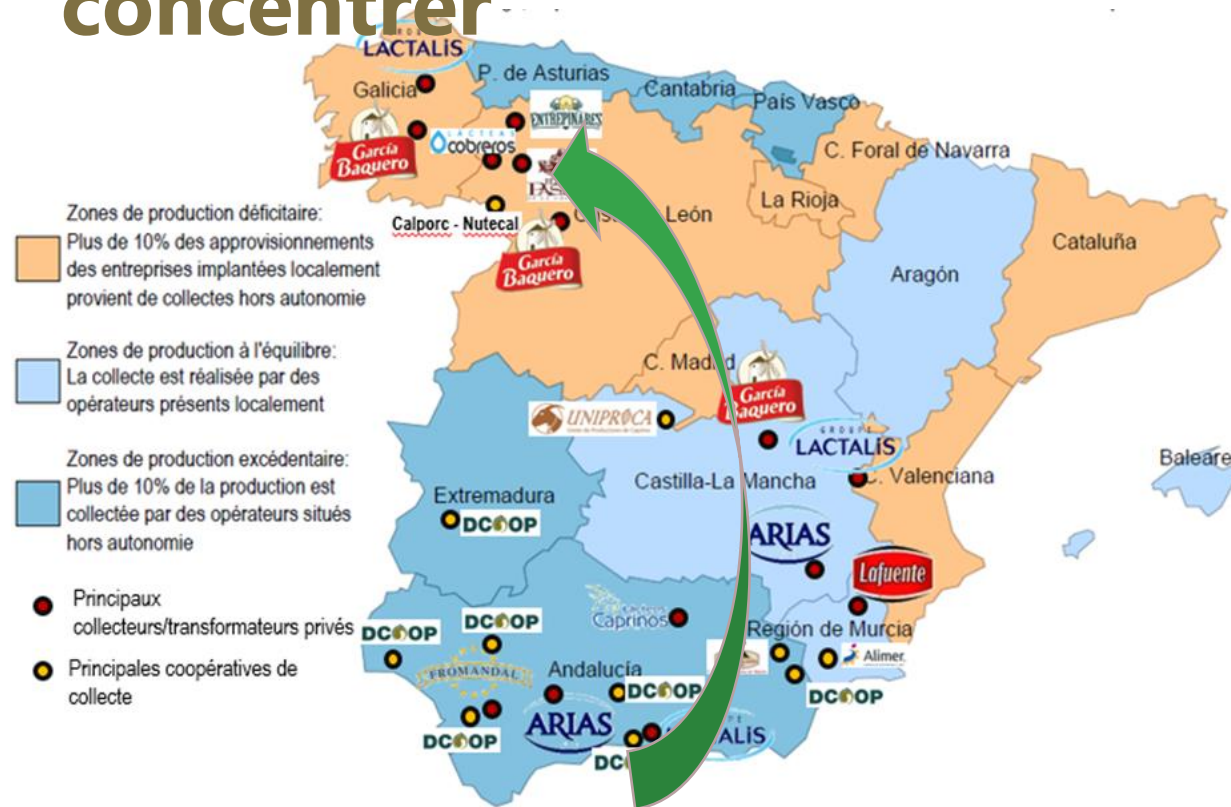 concentrer
GROUPE
LACTALIS
Galicia
P. de Asturias
Cantabria
País Vasco
C. Foral de Navarra
La Rioja
León
Cataluña
Aragón
ENTREPINARES
LACTEAS
cobreros
García
Baquero
Calporc - Nutecal
García
Baquero
Zones de production déficitaire:
Plus de 10% des approvisionnements
des entreprises implantées localement
provient de collectes hors autonomie
Zones de production à l'équilibre:
La collecte est réalisée par des
opérateurs présents localement
Zones de production excédentaire:
Plus de 10% de la production est
collectée par des opérateurs situés
hors autonomie
Principaux
collecteurs/transformateurs privés
Principales coopératives de
collecte
C. Madrid
García
Baquero
UNIPROCA
GROUPE
LACTALIS
C. Valenciana
Baleare
Castilla-La Mancha
Extremadura
DCOOP
ARIAS
Lafuente
Lácteos
Caprinos
Región de Murcia
Alimer
DCOOP
DCOOP
DCOOP
FROMANDAL
Andalucía
DCOOP
ARIAS
DCOOP